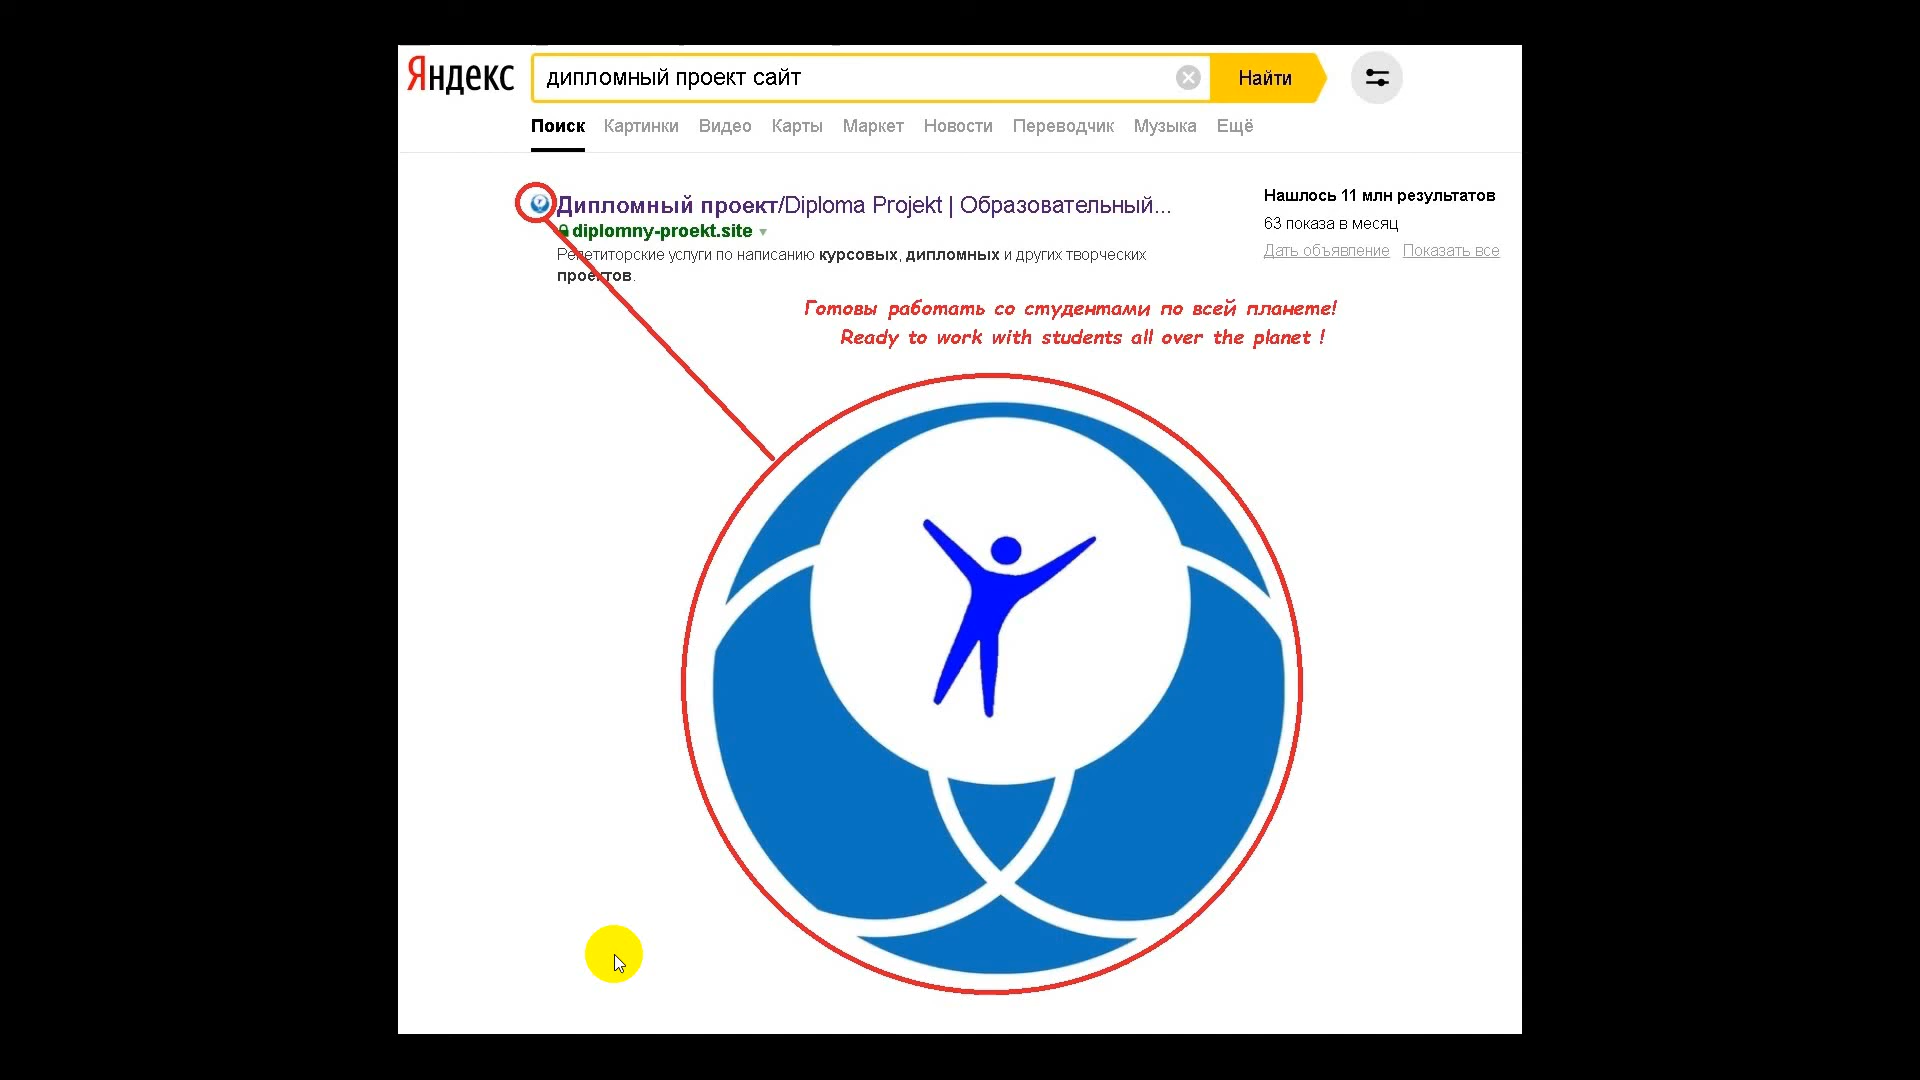 Яндекс
дипломный проект сайт
Найти
Поиск Картинки Видео Карты Маркет Новости Переводчик Музыка Ещё
Дипломный проект/Diploma Projekt | Образовательный...
diplomny-proekt.site
Репетиторские услуги по написанию курсовых, дипломных и других творческих
проектов.
Нашлось 11 млн результатов
63 показа в месяц
Дать объявление Показать все
Готовы работать со студентами по всей планете!
Ready to work with students all over the planet !